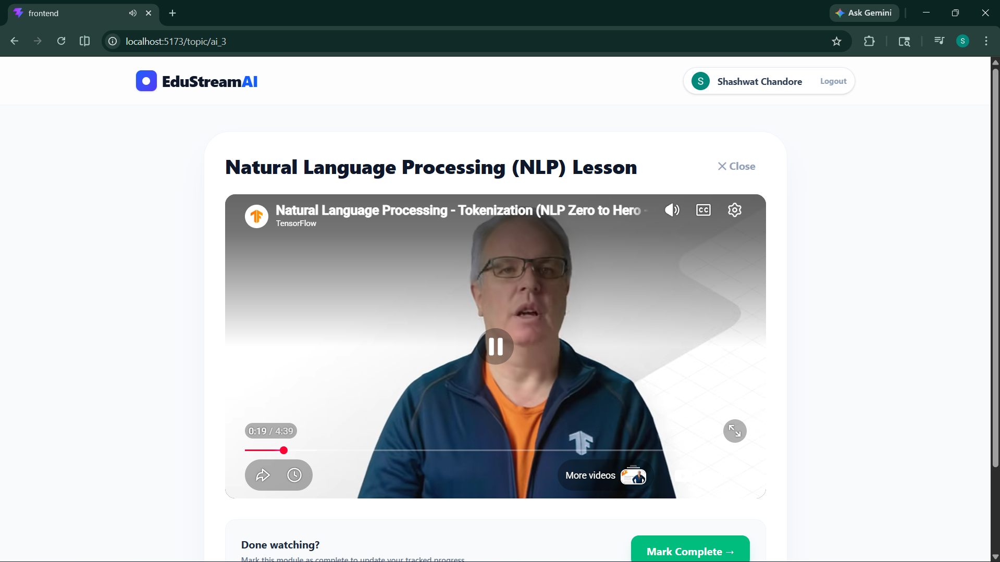 frontend
Ask Gemini
localhost:5173/topic/ai_3
S
EduStreamAI
S Shashwat Chandore Logout
Natural Language Processing (NLP) Lesson
Close
Natural Language Processing - Tokenization (NLP Zero to Hero -
CC
TensorFlow
0:19 / 4:39
More videos
Done watching?
Mark Complete →
Mark this module as complete to update your tracked progress